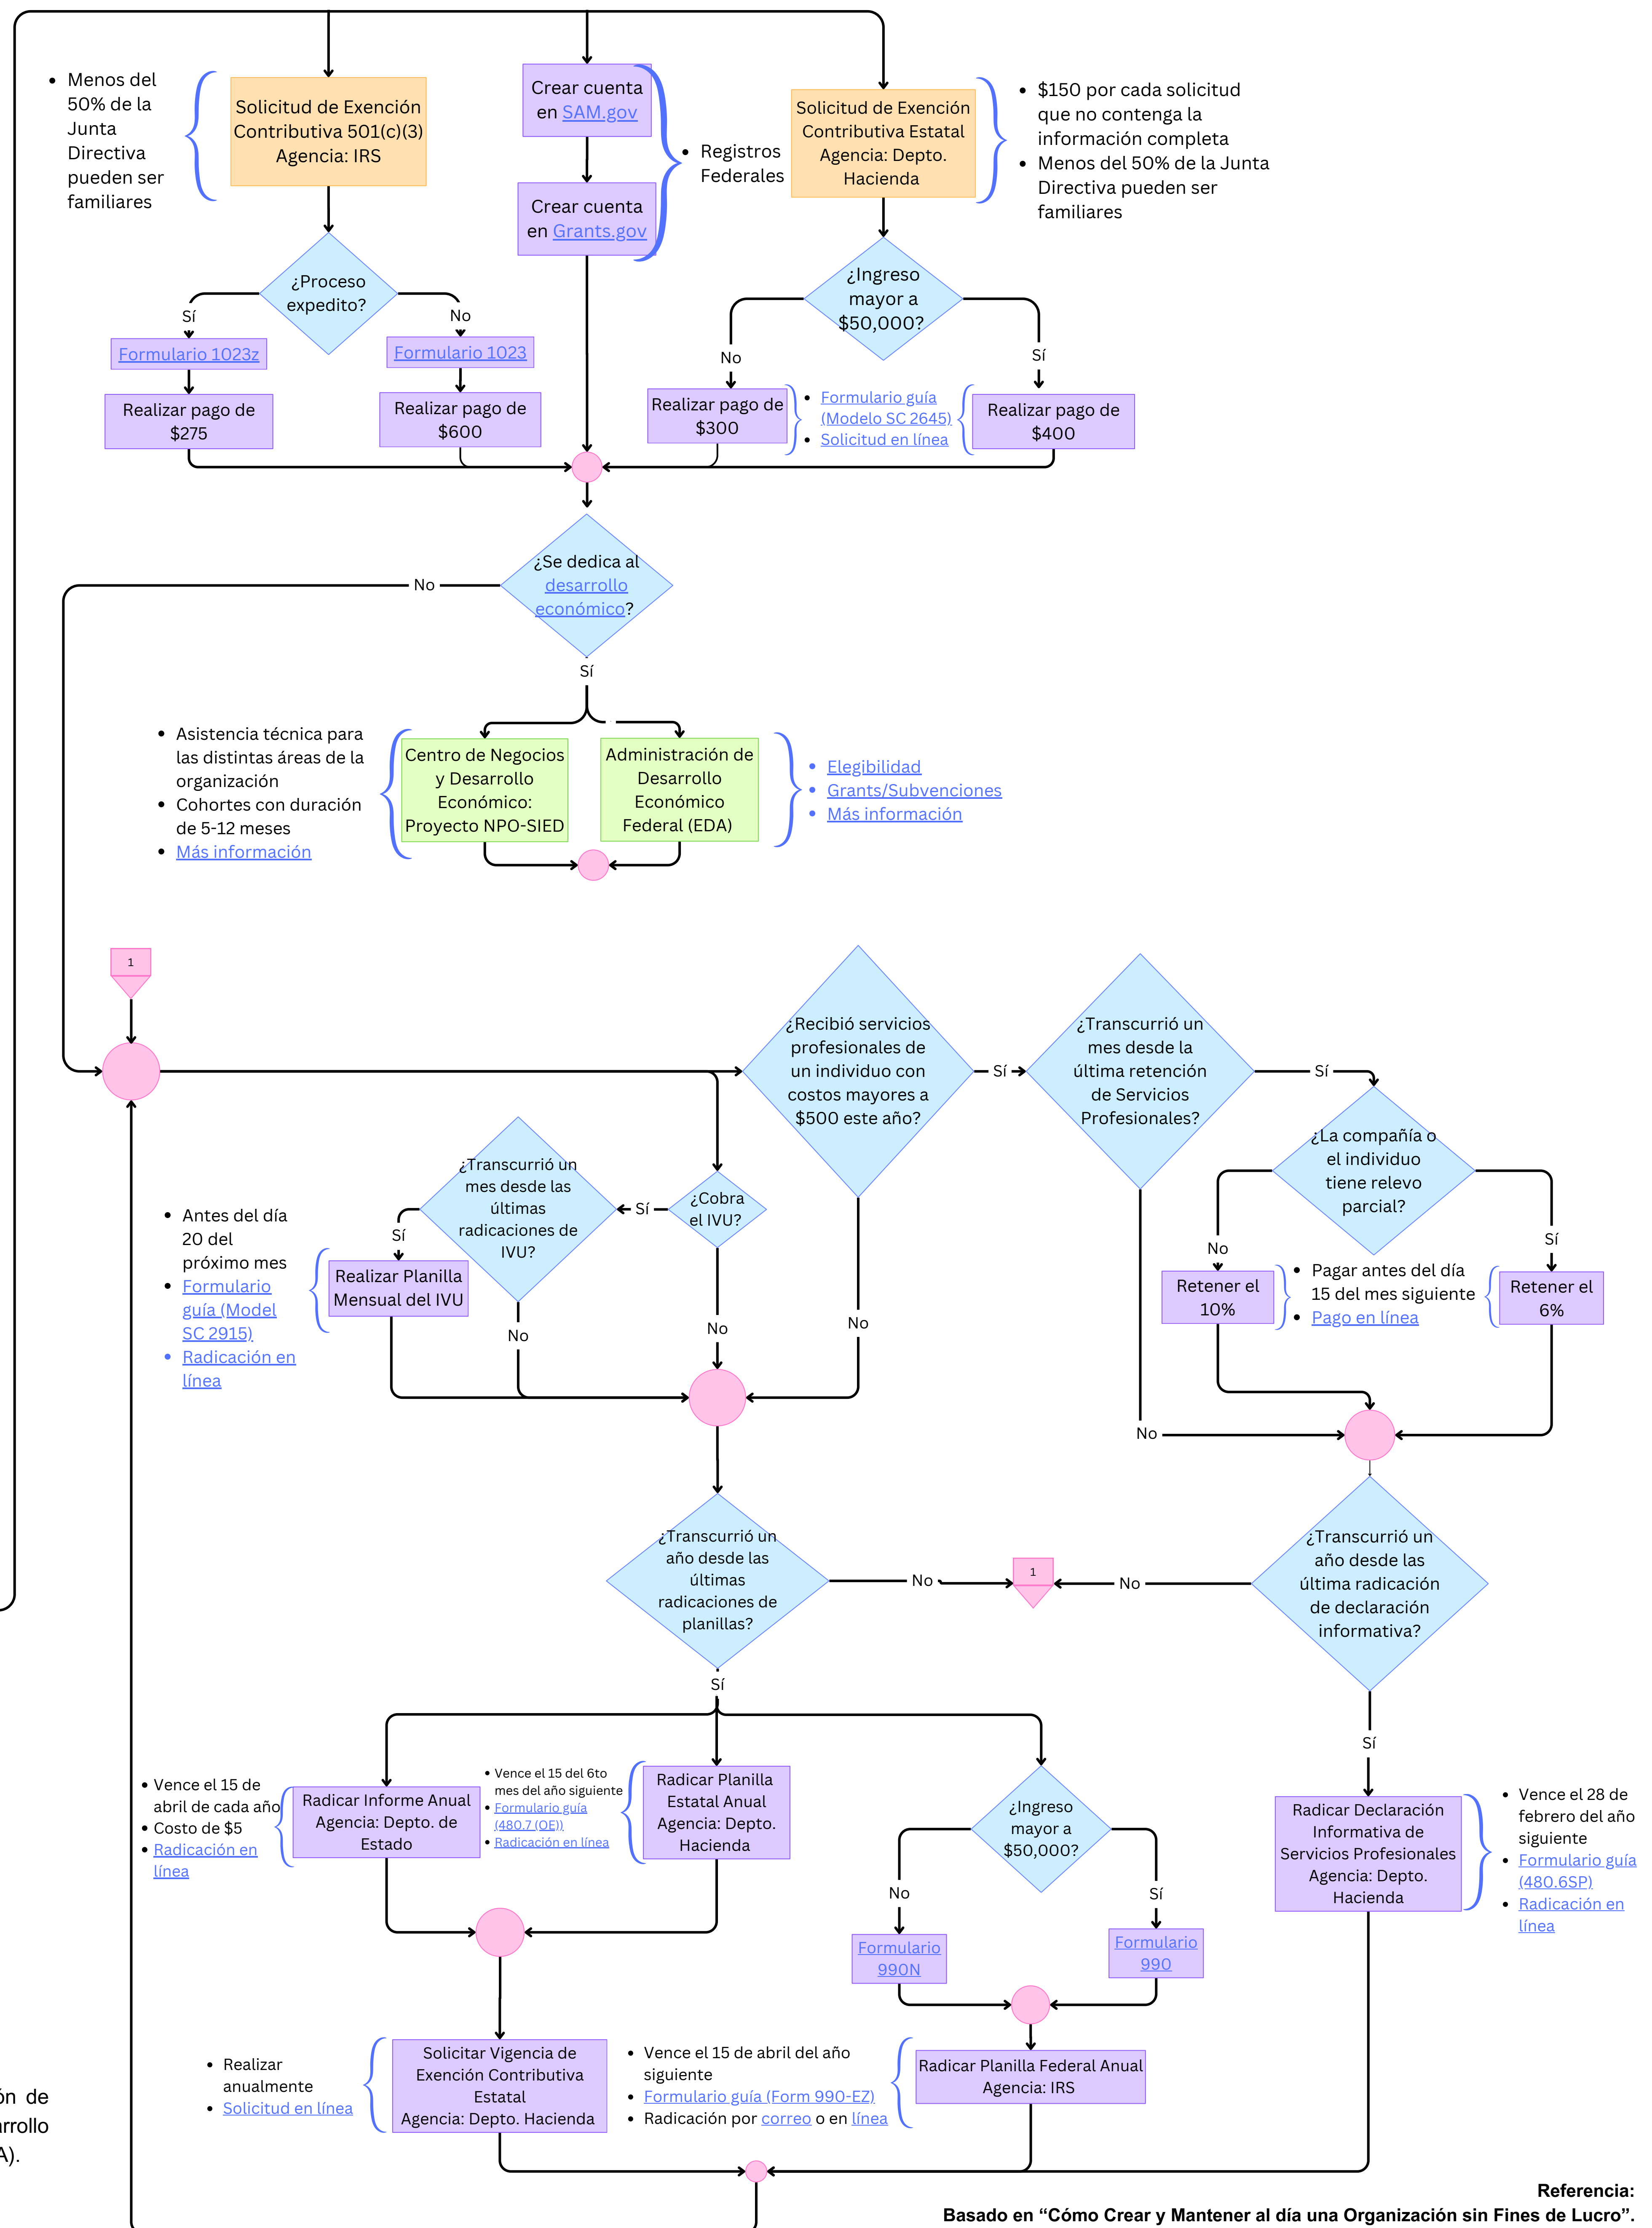 • Menos del
50% de la
Junta
Directiva
pueden ser
familiares
Solicitud de Exención
Contributiva 501(c)(3)
Agencia: IRS
Crear cuenta
en SAM.gov
Crear cuenta
en Grants.gov
• Registros
Federales
Solicitud de Exención
Contributiva Estatal
Agencia: Depto.
Hacienda
• $150 por cada solicitud
que no contenga la
información completa
• Menos del 50% de la Junta
Directiva pueden ser
familiares
¿Proceso
expedito?
Sí
No
Formulario 1023z
Formulario 1023
Realizar pago de
$275
Realizar pago de
$600
¿Ingreso
mayor a
$50,000?
No
Sí
Realizar pago de
$300
• Formulario guía
(Modelo SC 2645)
• Solicitud en línea
Realizar pago de
$400
¿Se dedica al
desarrollo
económico?
No
Sí
• Asistencia técnica para
las distintas áreas de la
organización
• Cohortes con duración
de 5-12 meses
• Más información
Centro de Negocios
y Desarrollo
Económico:
Proyecto NPO-SIED
Administración de
Desarrollo
Económico
Federal (EDA)
• Elegibilidad
• Grants/Subvenciones
• Más información
1
¿Recibió servicios
profesionales de
un individuo con
costos mayores a
$500 este año?
Sí
No
¿Transcurrió un
mes desde la
última retención
de Servicios
Profesionales?
Sí
No
¿La compañía o
el individuo
tiene relevo
parcial?
No
Sí
Retener el
10%
• Pagar antes del día
15 del mes siguiente
• Pago en línea
Retener el
6%
¿Cobra
el IVU?
Sí
No
¿Transcurrió un
mes desde las
últimas
radicaciones de
IVU?
Sí
No
• Antes del día
20 del
próximo mes
• Formulario
guía (Model
SC 2915)
• Radicación en
línea
Realizar Planilla
Mensual del IVU
¿Transcurrió un
año desde las
últimas
radicaciones de
planillas?
No
1
No
¿Transcurrió un
año desde las
última radicación
de declaración
informativa?
Sí
Sí
• Vence el 15 de
abril de cada año
• Costo de $5
• Radicación en
línea
Radicar Informe Anual
Agencia: Depto. de
Estado
• Vence el 15 del 6to
mes del año siguiente
• Formulario guía
(480.7 (OE))
• Radicación en línea
Radicar Planilla
Estatal Anual
Agencia: Depto.
Hacienda
¿Ingreso
mayor a
$50,000?
No
Sí
Formulario
990N
Formulario
990
Radicar Declaración
Informativa de
Servicios Profesionales
Agencia: Depto.
Hacienda
• Vence el 28 de
febrero del año
siguiente
• Formulario guía
(480.6SP)
• Radicación en
línea
• Realizar
anualmente
• Solicitud en línea
Solicitar Vigencia de
Exención Contributiva
Estatal
Agencia: Depto. Hacienda
• Vence el 15 de abril del año
siguiente
• Formulario guía (Form 990-EZ)
• Radicación por correo o en línea
Radicar Planilla Federal Anual
Agencia: IRS
ón de
arrollo
A).
Referencia:
Basado en “Cómo Crear y Mantener al día una Organización sin Fines de Lucro”.